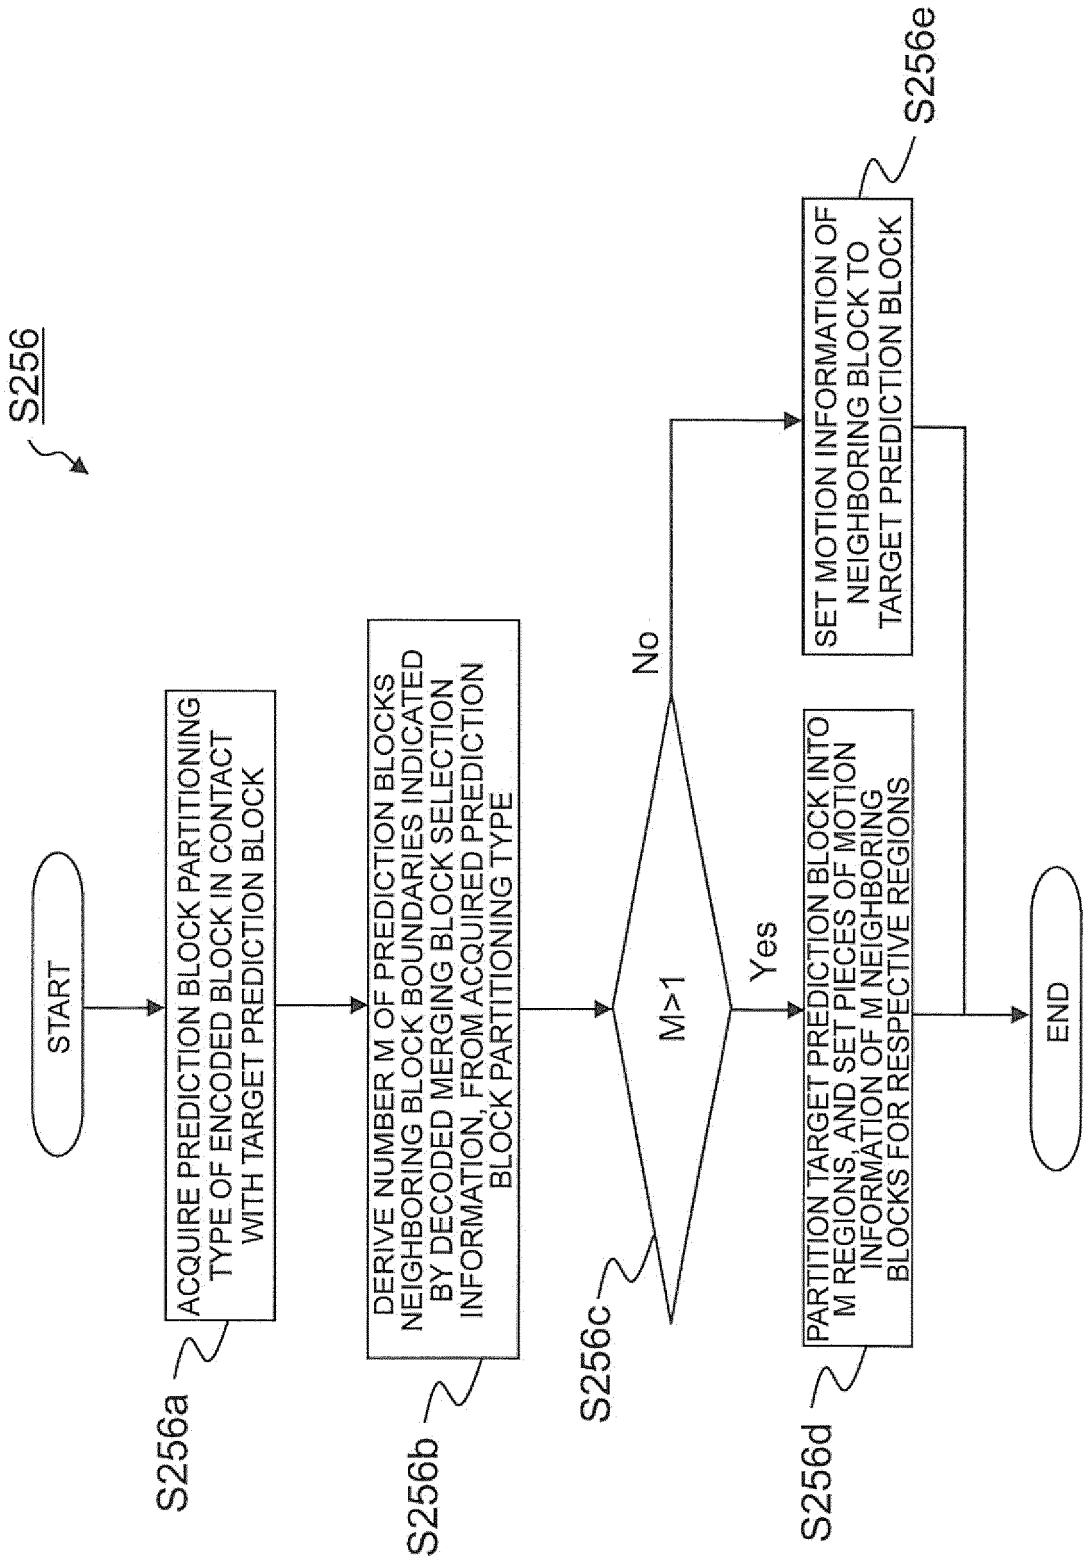 S256
START
ACQUIRE PREDICTION BLOCK PARTITIONING
TYPE OF ENCODED BLOCK IN CONTACT
WITH TARGET PREDICTION BLOCK
S256a
DERIVE NUMBER M OF PREDICTION BLOCKS
NEIGHBORING BLOCK BOUNDARIES INDICATED
BY DECODED MERGING BLOCK SELECTION
INFORMATION, FROM ACQUIRED PREDICTION
BLOCK PARTITIONING TYPE
S256b
M>1
S256c
No
Yes
PARTITION TARGET PREDICTION BLOCK INTO
M REGIONS, AND SET PIECES OF MOTION
INFORMATION OF M NEIGHBORING
BLOCKS FOR RESPECTIVE REGIONS
S256d
SET MOTION INFORMATION OF
NEIGHBORING BLOCK TO
TARGET PREDICTION BLOCK
S256e
END